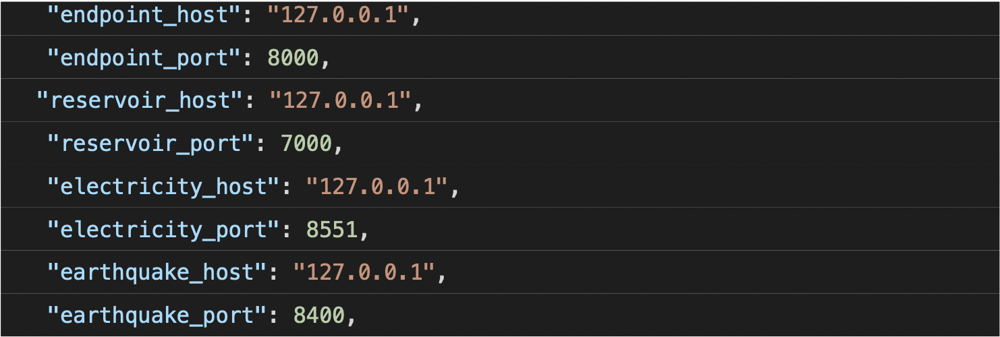 "endpoint_host": "127.0.0.1",
"endpoint_port": 8000,
"reservoir_host": "127.0.0.1",
"reservoir_port": 7000,
"electricity_host": "127.0.0.1",
"electricity_port": 8551,
"earthquake_host": "127.0.0.1",
"earthquake_port": 8400,